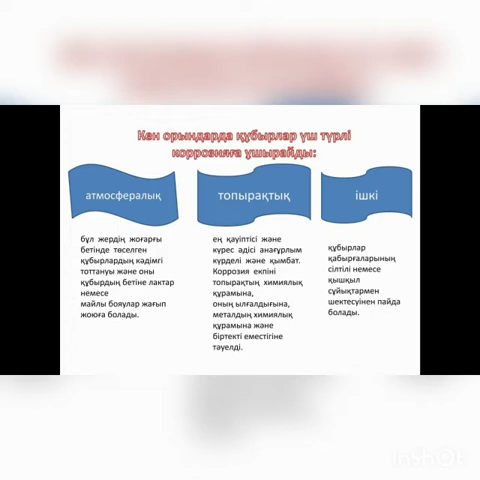 Кен орындарда құбырлар үш түрлі
коррозияға ұшырайды:
атмосфералық
топырақтық
ішкі
бұл жердің жоғарғы
бетінде төселген
құбырлардың кәдімгі
тоттануы және оны
құбырдың бетіне лактар
немесе
майлы бояулар жағып
жоюға болады.
ең қауіптісі және
күрес әдісі анағұрлым
күрделі және қымбат.
Коррозия екпіні
топырақтың химиялық
құрамына,
оның ылғалдығына,
металдың химиялық
құрамына және
біртекті еместігіне
тәуелді.
құбырлар
қабырғаларының
сілтілі немесе
қышқыл
сұйықтармен
шектесуінен пайда
болады.
InShOt